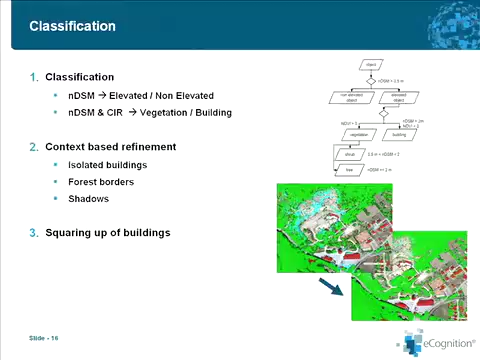 Classification
1. Classification
nDSM → Elevated / Non Elevated
nDSM & CIR → Vegetation / Building
2. Context based refinement
Isolated buildings
Forest borders
Shadows
3. Squaring up of buildings
object
non elevated object
elevated object
vegetation
building
shrub
tree
Slide - 16
eCognition®